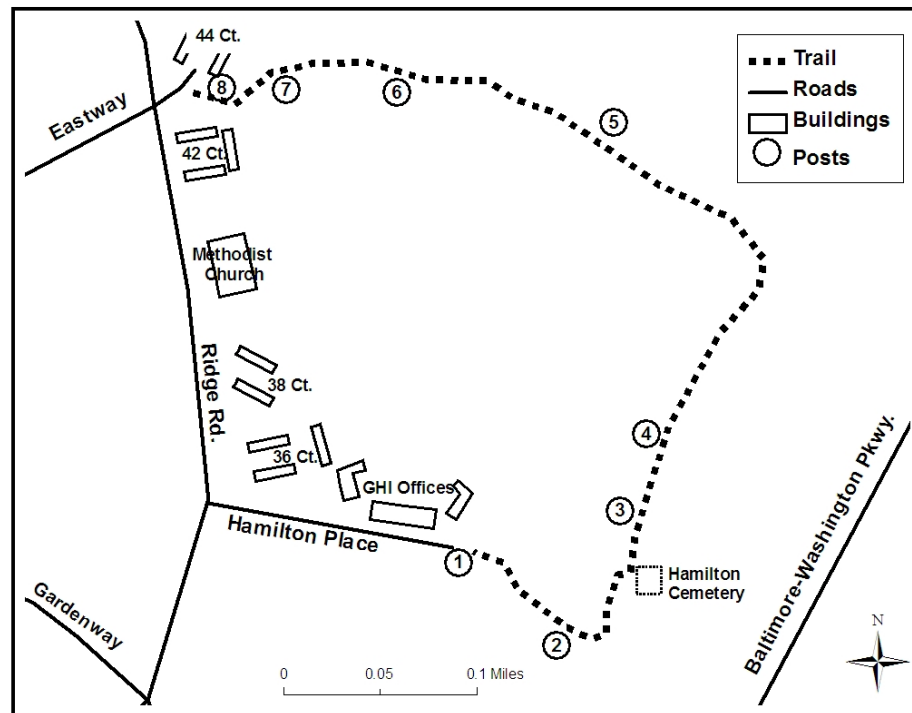 44 Ct.
Trail
Roads
Buildings
Posts
8
7
6
5
Eastway
42 Ct.
Methodist
Church
Ridge Rd.
38 Ct.
4
36 Ct.
GHI Offices
3
Hamilton Place
1
Hamilton
Cemetery
Baltimore-Washington Pkwy.
Gardenway
2
N
0 0.05 0.1 Miles